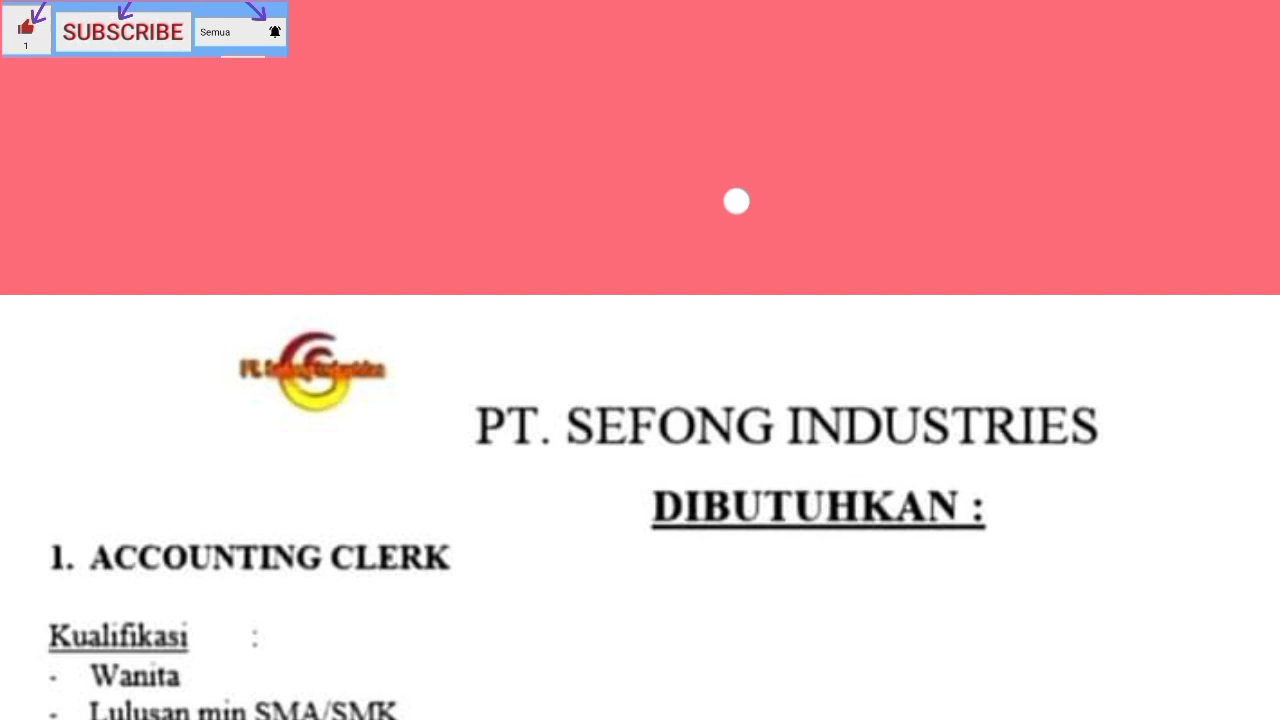 1
SUBSCRIBE
Semua
PT. SEFONG INDUSTRIES
DIBUTUHKAN :
1. ACCOUNTING CLERK
Kualifikasi :
- Wanita
- Lulusan min SMA/SMK